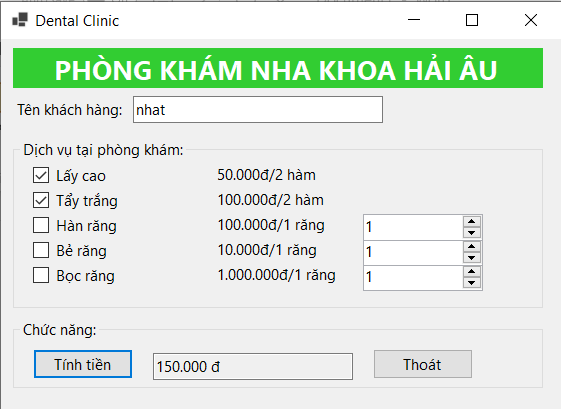 Dental Clinic
PHÒNG KHÁM NHA KHOA HẢI ÂU
Tên khách hàng: nhat
Dịch vụ tại phòng khám:
Lấy cao 50.000đ/2 hàm
Tẩy trắng 100.000đ/2 hàm
Hàn răng 100.000đ/1 răng 1
Bẻ răng 10.000đ/1 răng 1
Bọc răng 1.000.000đ/1 răng 1
Chức năng:
Tính tiền 150.000 đ Thoát